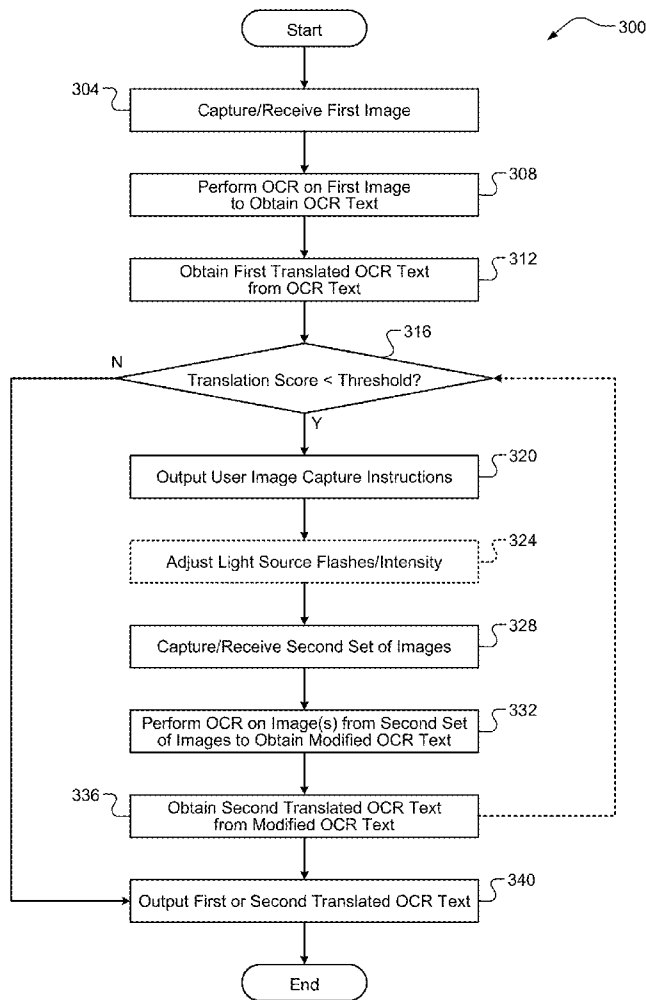 Start
300
304
Capture/Receive First Image
Perform OCR on First Image
to Obtain OCR Text
308
Obtain First Translated OCR Text
from OCR Text
312
316
N
Translation Score < Threshold?
Y
Output User Image Capture Instructions
320
Adjust Light Source Flashes/Intensity
324
Capture/Receive Second Set of Images
328
Perform OCR on Image(s) from Second Set
of Images to Obtain Modified OCR Text
332
336
Obtain Second Translated OCR Text
from Modified OCR Text
Output First or Second Translated OCR Text
340
End